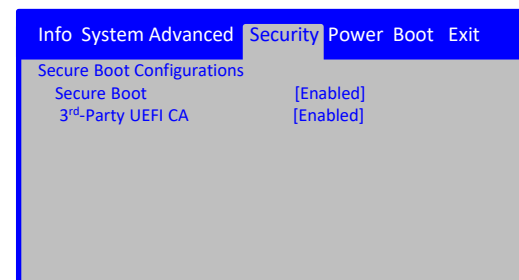 Info System Advanced Security Power Boot Exit
Secure Boot Configurations
Secure Boot [Enabled]
3rd-Party UEFI CA [Enabled]